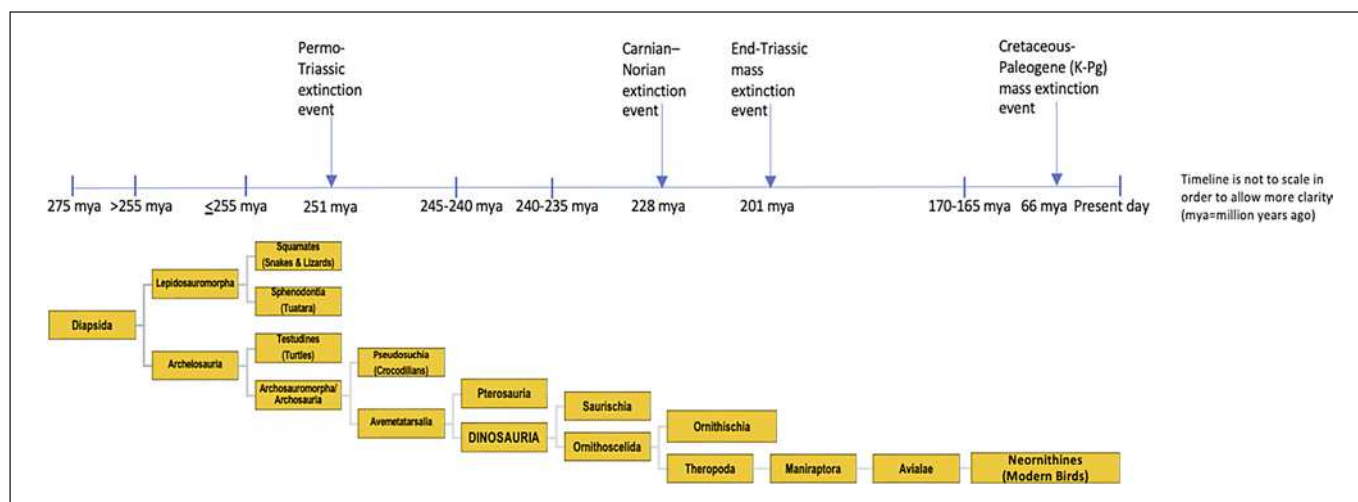 Permo-
Triassic
extinction
event
Carnian–
Norian
extinction
event
End-Triassic
mass
extinction
event
Cretaceous-
Paleogene (K-Pg)
mass extinction
event
275 mya
>255 mya
≤255 mya
251 mya
245-240 mya
240-235 mya
228 mya
201 mya
170-165 mya
66 mya
Present day
Timeline is not to scale in
order to allow more clarity
(mya=million years ago)
Squamates
(Snakes & Lizards)
Lepidosauromorpha
Sphenodontia
(Tuatara)
Diapsida
Testudines
(Turtles)
Archelosauria
Pseudosuchia
(Crocodilians)
Archosauromorpha/
Archosauria
Pterosauria
Avemetatarsalia
Saurischia
DINOSAURIA
Ornithischia
Ornithoscelida
Theropoda
Maniraptora
Avialae
Neornithines
(Modern Birds)